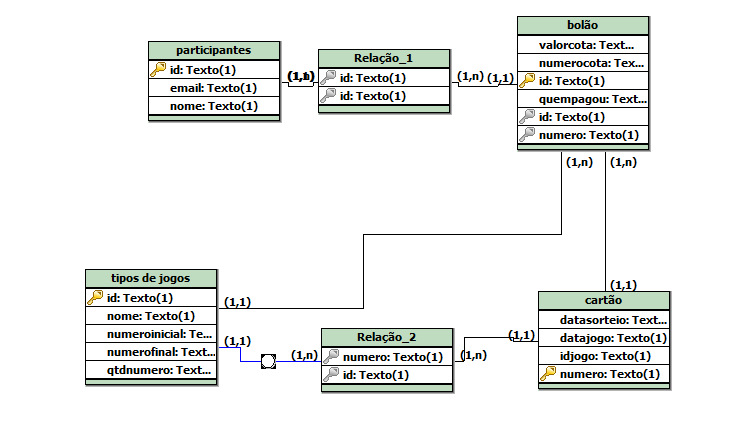 participantes
id: Texto(1)
email: Texto(1)
nome: Texto(1)
(1,n)
Relação_1
id: Texto(1)
id: Texto(1)
(1,n)
(1,1)
bolão
valorcota: Text...
numerocota: Text...
id: Texto(1)
quempagou: Text...
id: Texto(1)
numero: Texto(1)
(1,n)
(1,n)
tipos de jogos
id: Texto(1)
nome: Texto(1)
numeroinicial: Te...
numerofinal: Text...
qtdnumero: Text...
(1,1)
(1,1)
(1,n)
Relação_2
numero: Texto(1)
id: Texto(1)
(1,n)
(1,1)
(1,1)
cartão
datasorteio: Text...
datajogo: Texto(1)
idjogo: Texto(1)
numero: Texto(1)